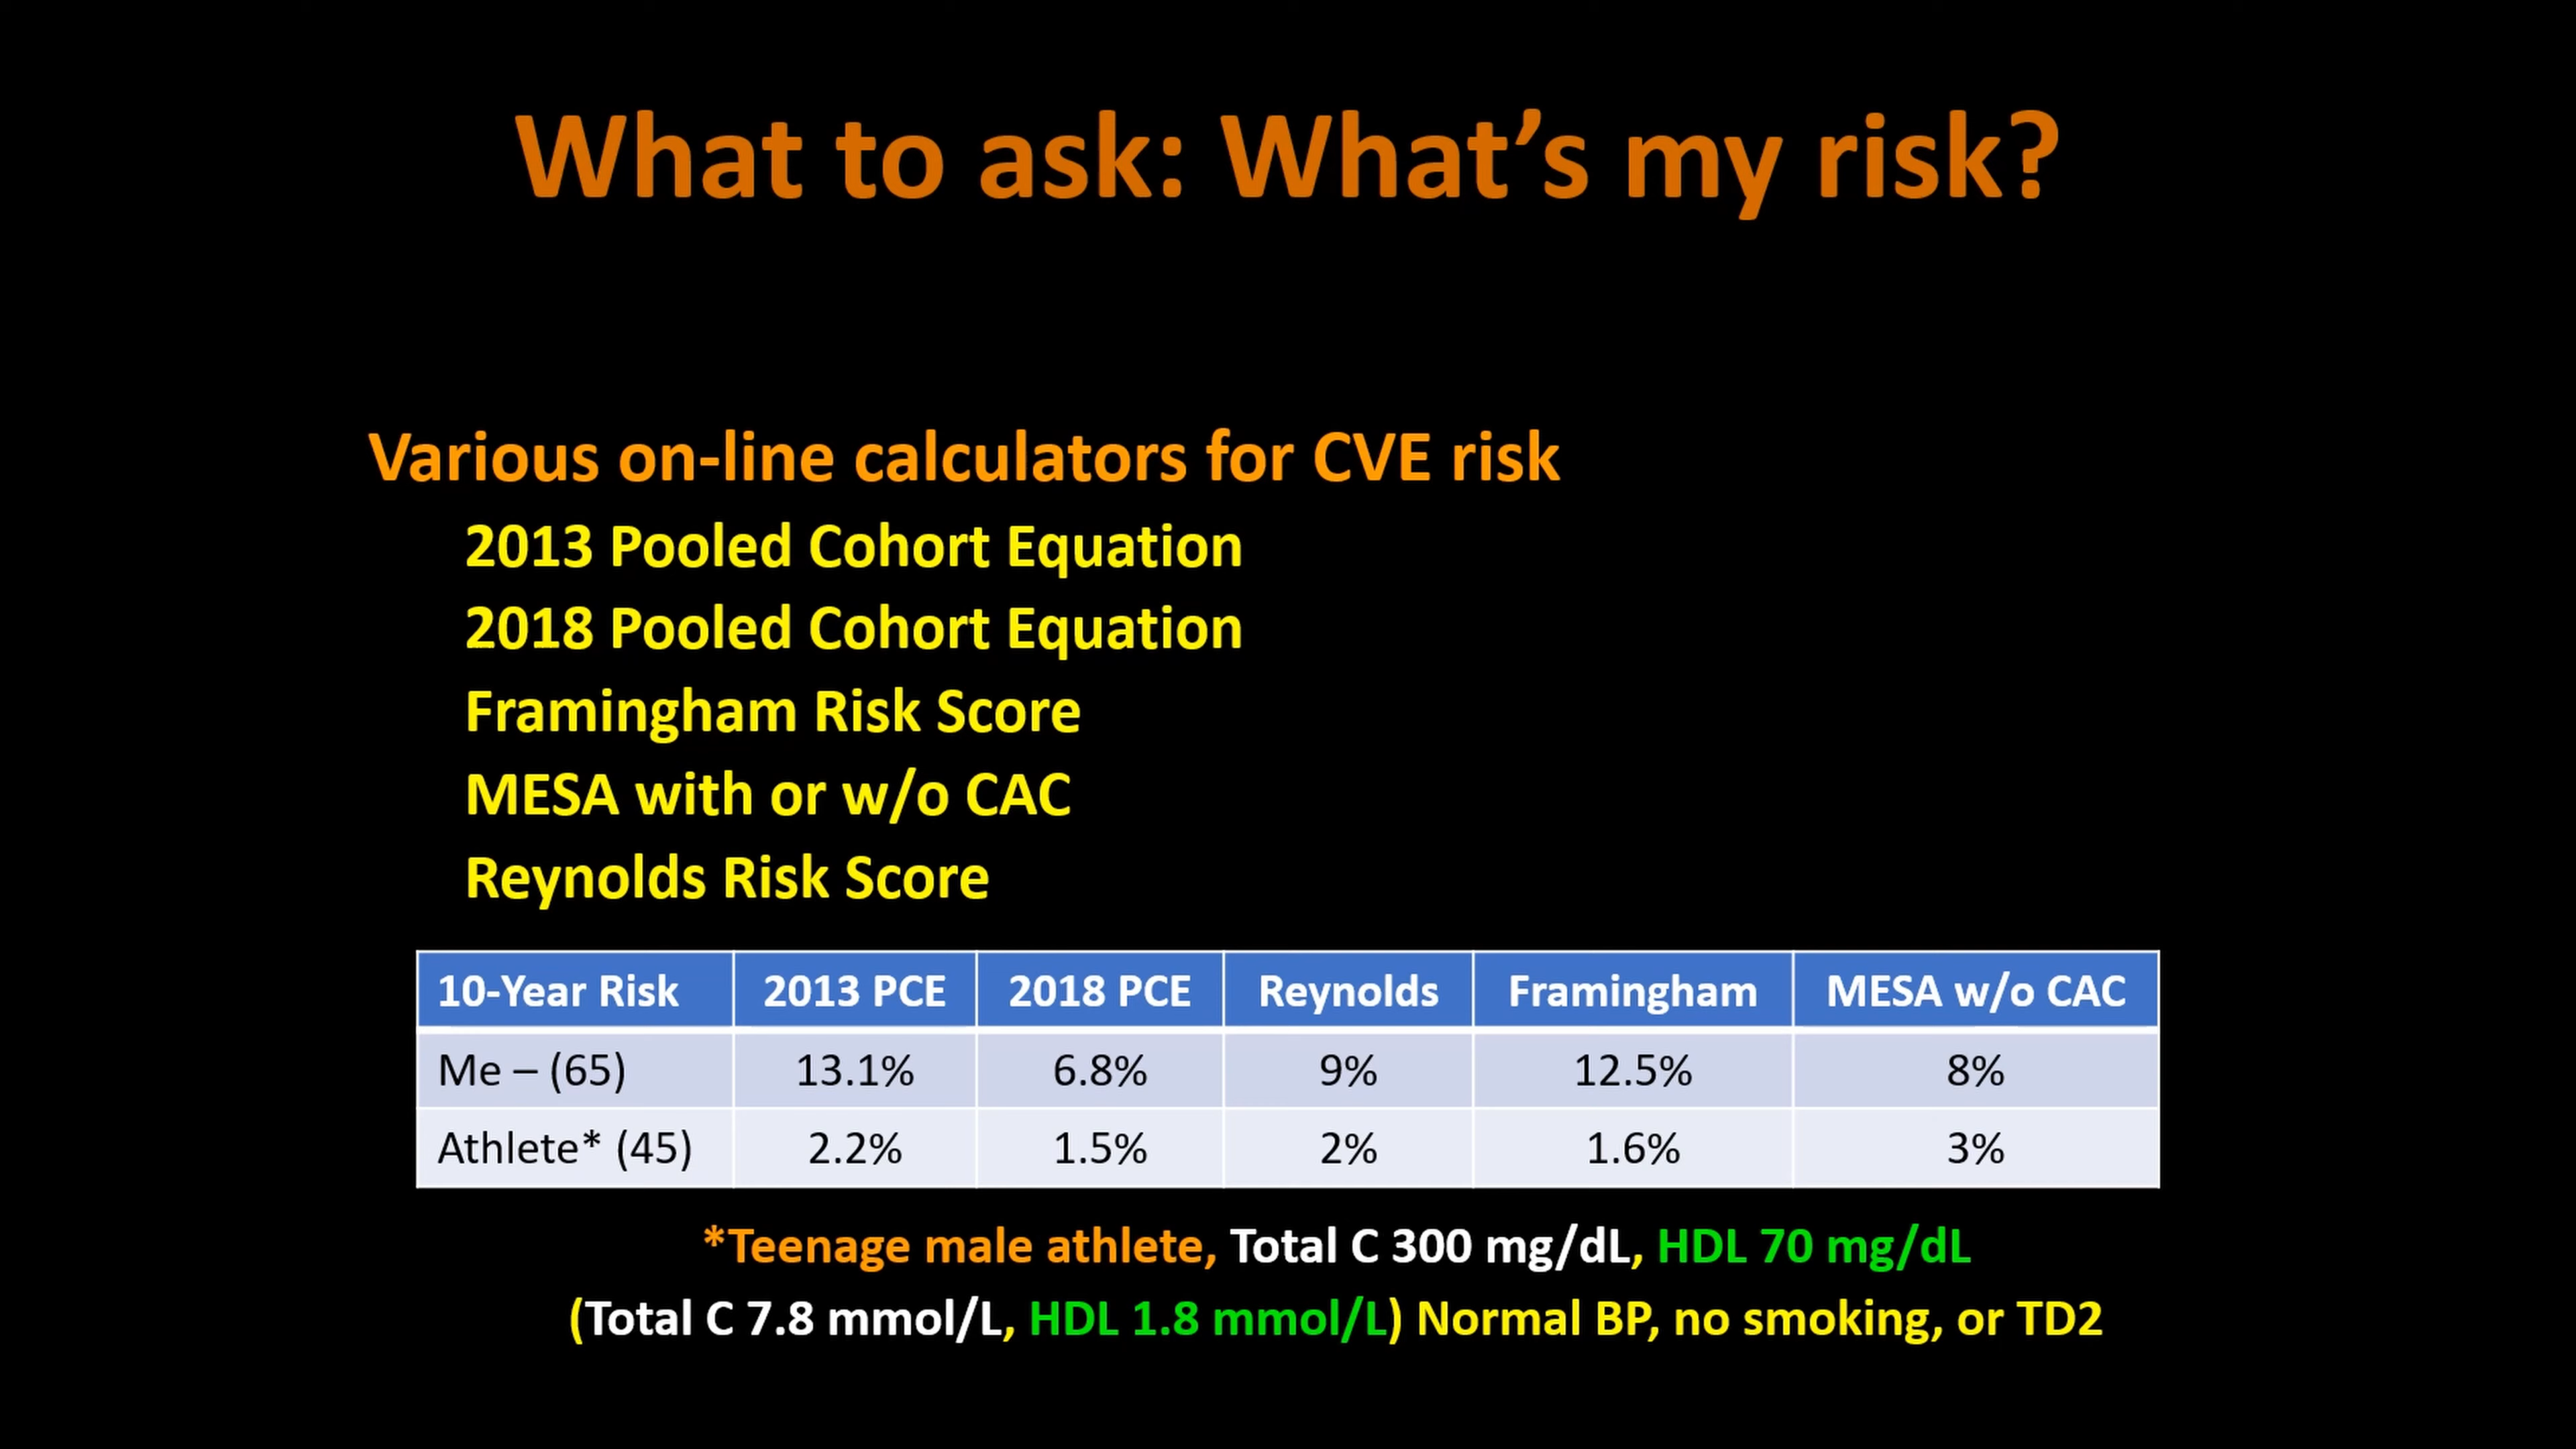 What to ask: What’s my risk?
Various on-line calculators for CVE risk
2013 Pooled Cohort Equation
2018 Pooled Cohort Equation
Framingham Risk Score
MESA with or w/o CAC
Reynolds Risk Score
10-Year Risk 2013 PCE 2018 PCE Reynolds Framingham MESA w/o CAC
Me – (65) 13.1% 6.8% 9% 12.5% 8%
Athlete* (45) 2.2% 1.5% 2% 1.6% 3%
*Teenage male athlete, Total C 300 mg/dL, HDL 70 mg/dL
(Total C 7.8 mmol/L, HDL 1.8 mmol/L) Normal BP, no smoking, or TD2